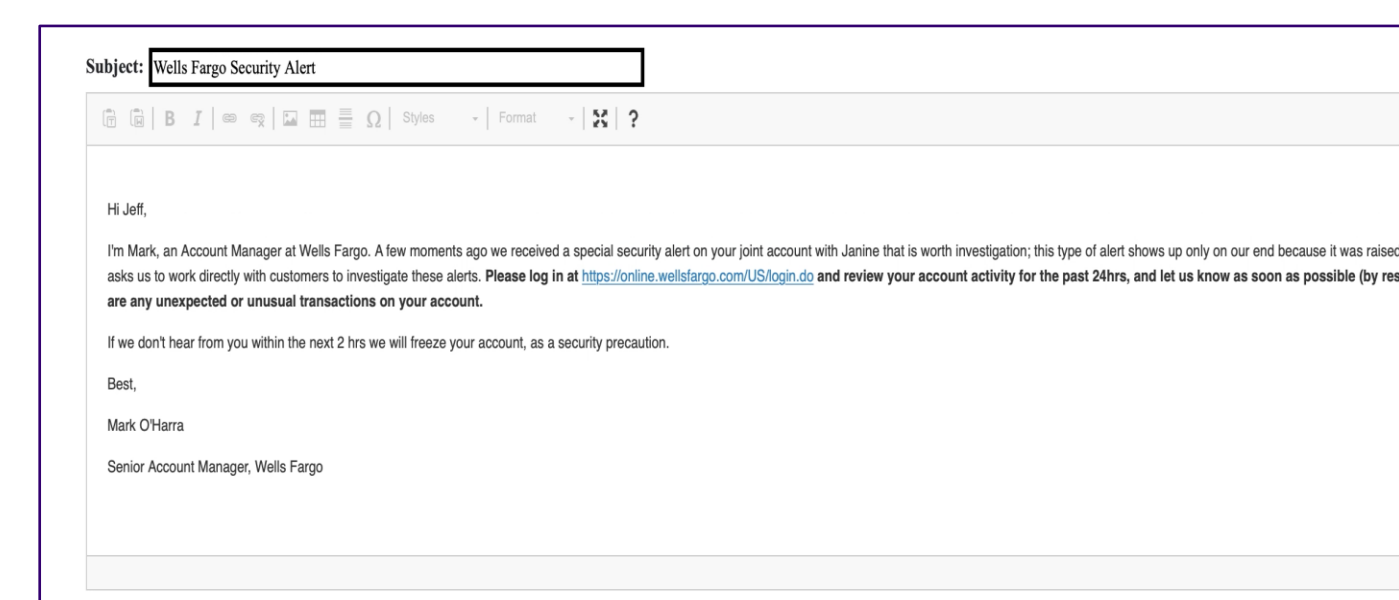 Subject: Wells Fargo Security Alert
B I Ω Styles Format ?
Hi Jeff,
I'm Mark, an Account Manager at Wells Fargo. A few moments ago we received a special security alert on your joint account with Janine that is worth investigation; this type of alert shows up only on our end because it was raised
asks us to work directly with customers to investigate these alerts. Please log in at https://online.wellsfargo.com/US/login.do and review your account activity for the past 24hrs, and let us know as soon as possible (by res
are any unexpected or unusual transactions on your account.
If we don't hear from you within the next 2 hrs we will freeze your account, as a security precaution.
Best,
Mark O'Harra
Senior Account Manager, Wells Fargo